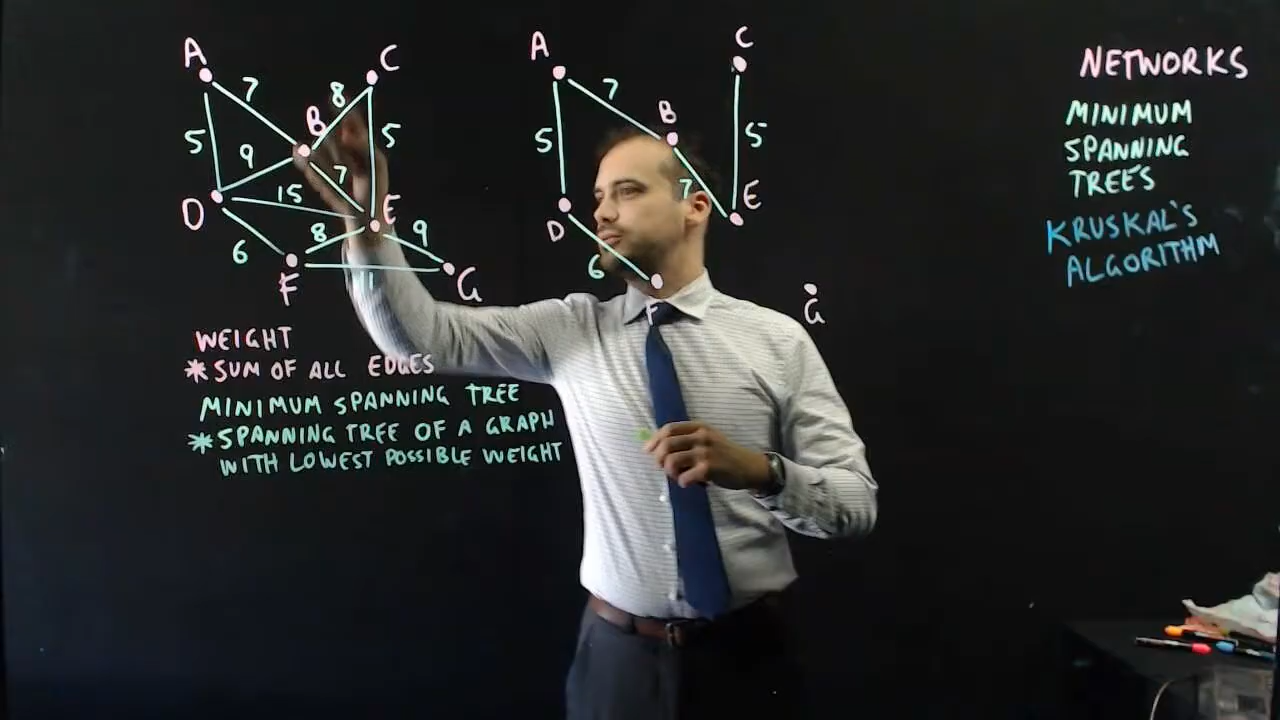 A
C
7
8
B
5
9
7
5
15
D
E
6
8
9
F
11
G
A
C
7
B
5
5
7
E
D
6
F
G
NETWORKS
MINIMUM
SPANNING
TREES
KRUSKAL'S
ALGORITHM
WEIGHT
*SUM OF ALL EDGES
MINIMUM SPANNING TREE
*SPANNING TREE OF A GRAPH
WITH LOWEST POSSIBLE WEIGHT